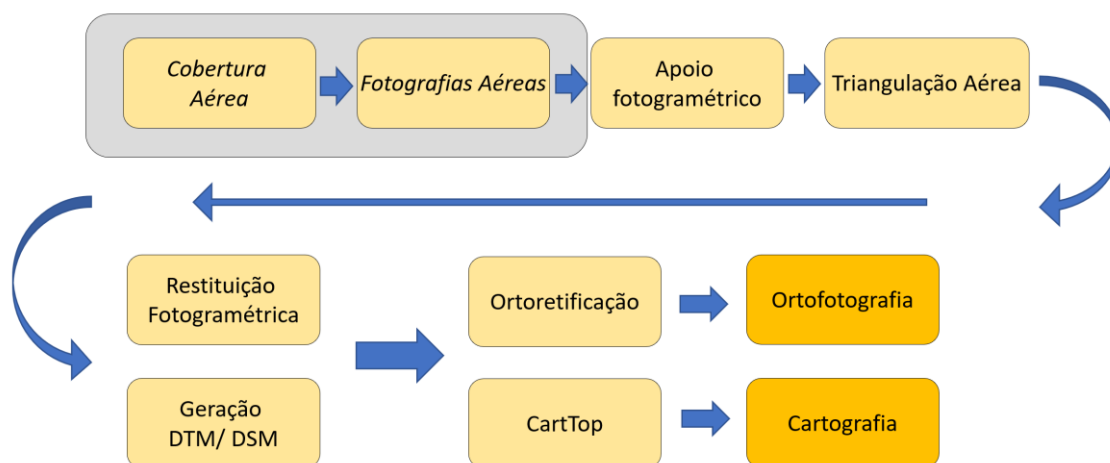 Cobertura
Aérea
Fotografias Aéreas
Apoio
fotogramétrico
Triangulação Aérea
Restituição
Fotogramétrica
Ortoretificação
Ortofotografia
Geração
DTM/ DSM
CartTop
Cartografia